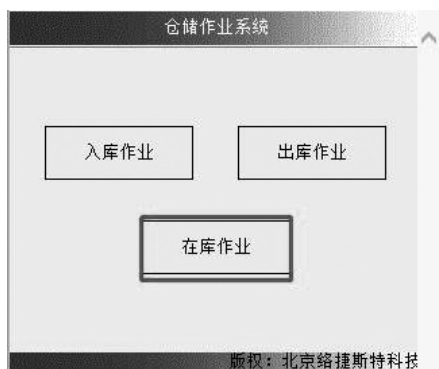 仓储作业系统
入库作业 出库作业
在库作业
版权：北京络捷斯特科技